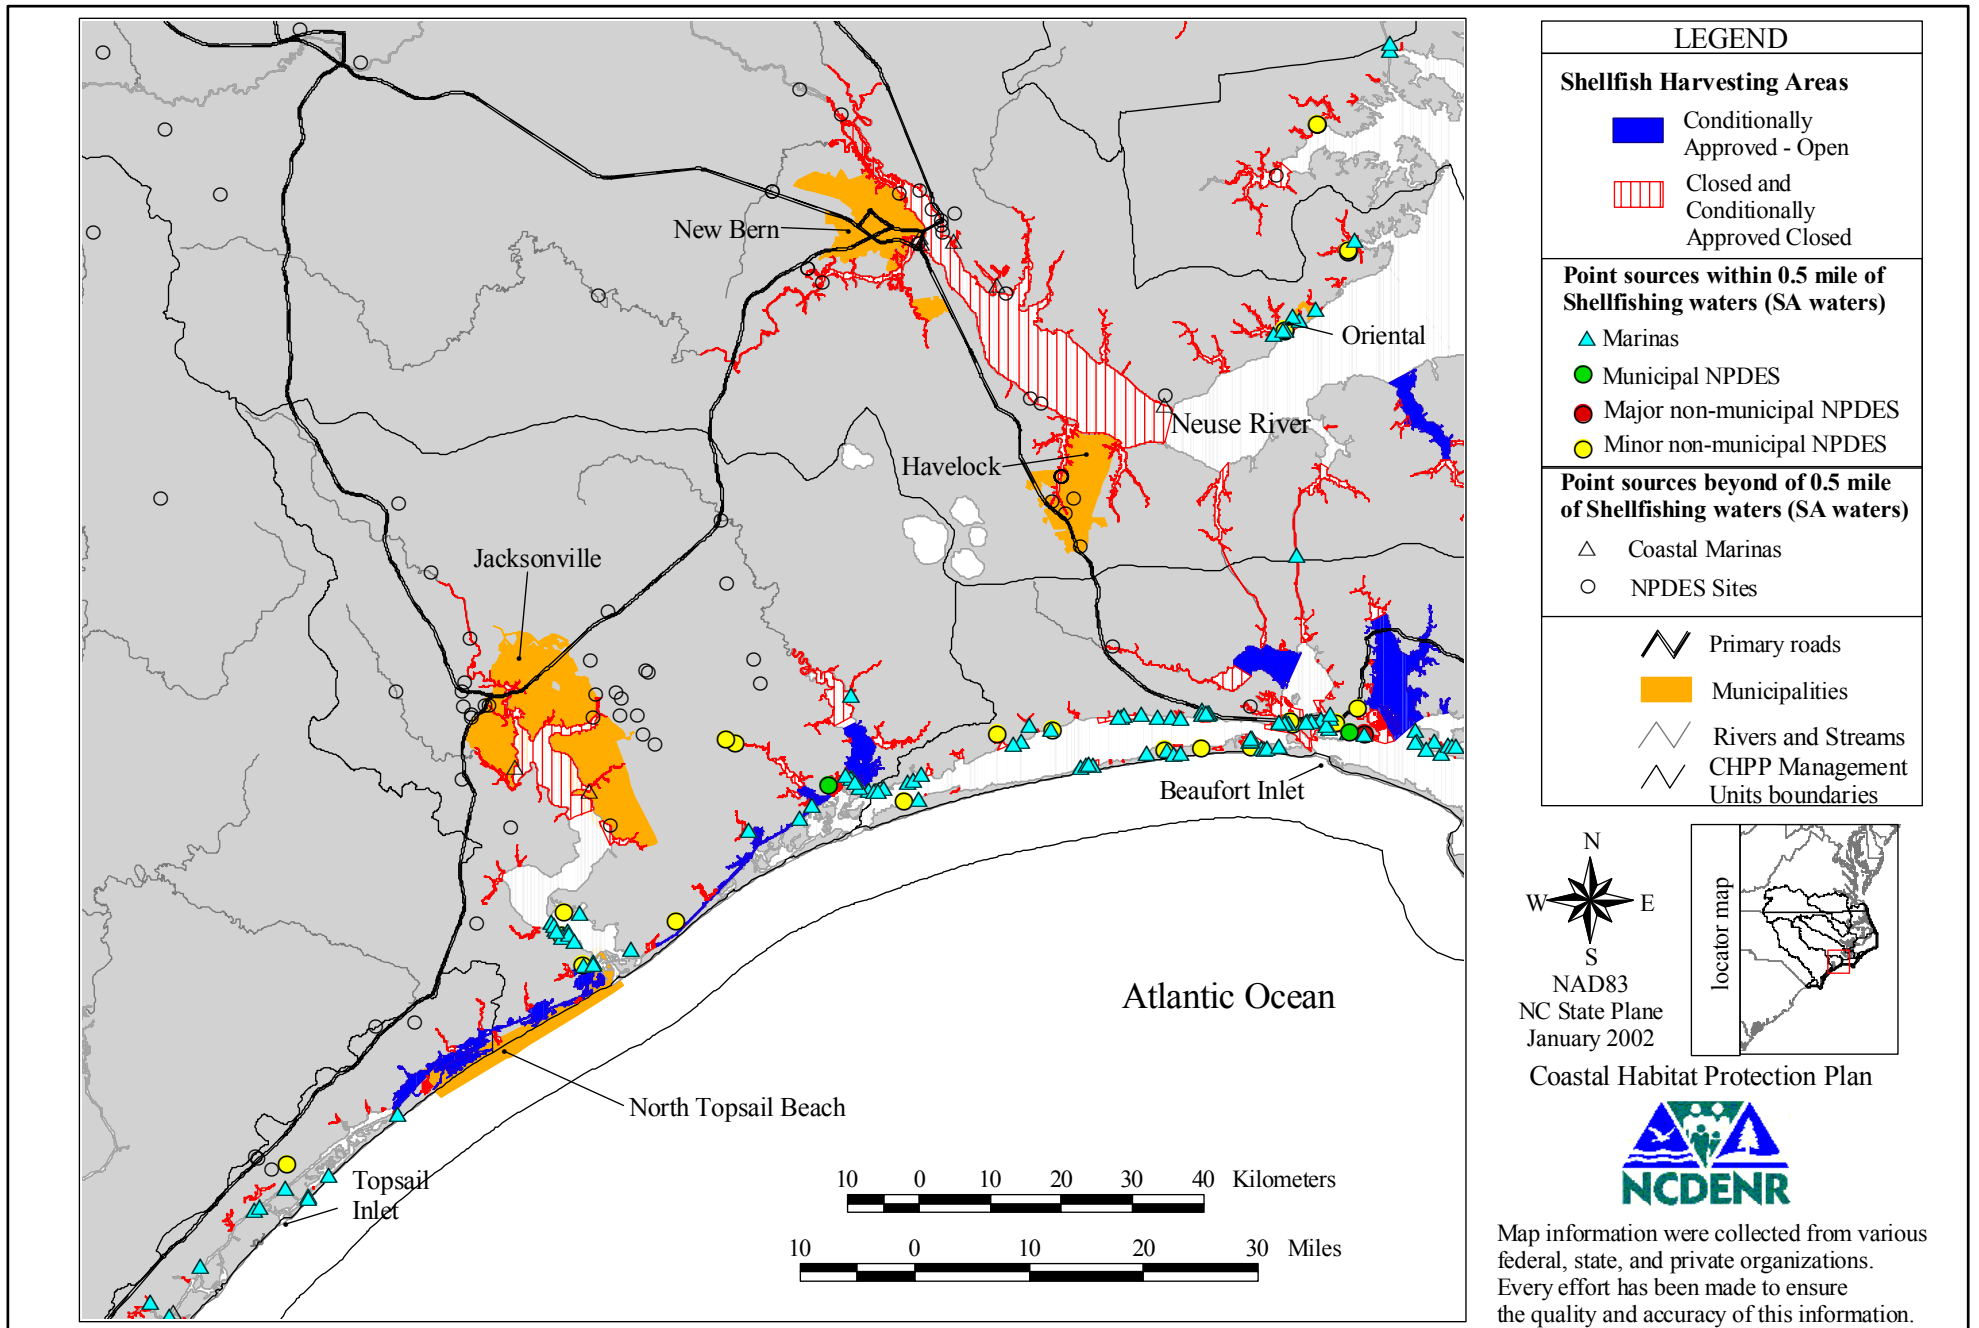 New Bern
Oriental
Neuse River
Havelock
Jacksonville
Beaufort Inlet
Atlantic Ocean
North Topsail Beach
Topsail
Inlet
10 0 10 20 30 40 Kilometers
10 0 10 20 30 Miles
LEGEND
Shellfish Harvesting Areas
Conditionally
Approved - Open
Closed and
Conditionally
Approved Closed
Point sources within 0.5 mile of
Shellfishing waters (SA waters)
Marinas
Municipal NPDES
Major non-municipal NPDES
Minor non-municipal NPDES
Point sources beyond of 0.5 mile
of Shellfishing waters (SA waters)
Coastal Marinas
NPDES Sites
Primary roads
Municipalities
Rivers and Streams
CHPP Management
Units boundaries
N
W E
S
NAD83
NC State Plane
January 2002
locator map
Coastal Habitat Protection Plan
NCDENR
Map information were collected from various
federal, state, and private organizations.
Every effort has been made to ensure
the quality and accuracy of this information.